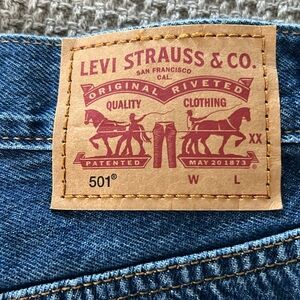 LEVI STRAUSS & CO.
SAN FRANCISCO
CAL.
ORIGINAL RIVETED
QUALITY CLOTHING
XX
PATENTED MAY 20 1873
501® W L